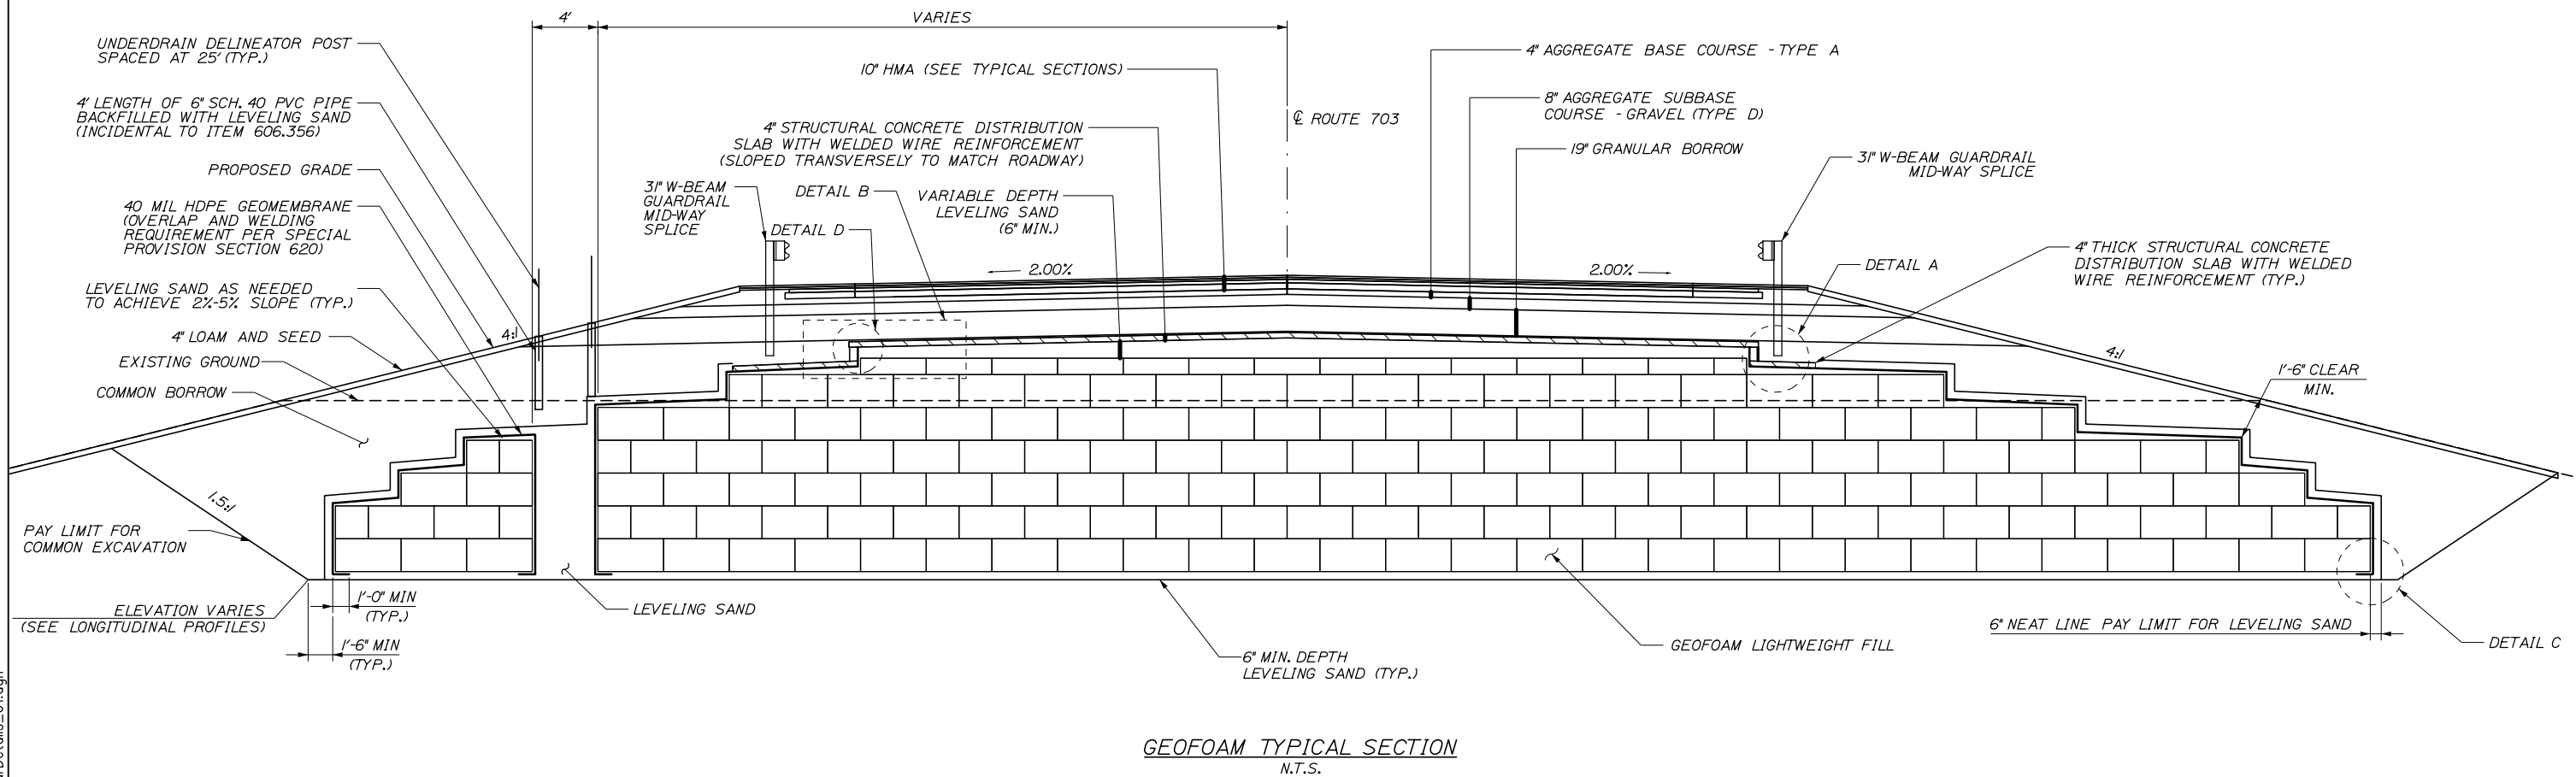 4'
VARIES
UNDERDRAIN DELINEATOR POST
SPACED AT 25' (TYP.)
4' LENGTH OF 6" SCH. 40 PVC PIPE
BACKFILLED WITH LEVELING SAND
(INCIDENTAL TO ITEM 606.356)
PROPOSED GRADE
40 MIL HDPE GEOMEMBRANE
(OVERLAP AND WELDING
REQUIREMENT PER SPECIAL
PROVISION SECTION 620)
LEVELING SAND AS NEEDED
TO ACHIEVE 2%-5% SLOPE (TYP.)
4" LOAM AND SEED
EXISTING GROUND
COMMON BORROW
10" HMA (SEE TYPICAL SECTIONS)
4" STRUCTURAL CONCRETE DISTRIBUTION
SLAB WITH WELDED WIRE REINFORCEMENT
(SLOPED TRANSVERSELY TO MATCH ROADWAY)
31" W-BEAM
GUARDRAIL
MID-WAY
SPLICE
DETAIL B
DETAIL D
VARIABLE DEPTH
LEVELING SAND
(6" MIN.)
℄ ROUTE 703
4" AGGREGATE BASE COURSE - TYPE A
8" AGGREGATE SUBBASE
COURSE - GRAVEL (TYPE D)
19" GRANULAR BORROW
31" W-BEAM GUARDRAIL
MID-WAY SPLICE
DETAIL A
4" THICK STRUCTURAL CONCRETE
DISTRIBUTION SLAB WITH WELDED
WIRE REINFORCEMENT (TYP.)
2.00%
2.00%
4:1
4:1
1'-6" CLEAR
MIN.
1.5:1
PAY LIMIT FOR
COMMON EXCAVATION
ELEVATION VARIES
(SEE LONGITUDINAL PROFILES)
1'-0" MIN
(TYP.)
1'-6" MIN
(TYP.)
LEVELING SAND
6" MIN. DEPTH
LEVELING SAND (TYP.)
GEOFOAM LIGHTWEIGHT FILL
6" NEAT LINE PAY LIMIT FOR LEVELING SAND
DETAIL C
GEOFOAM TYPICAL SECTION
N.T.S.